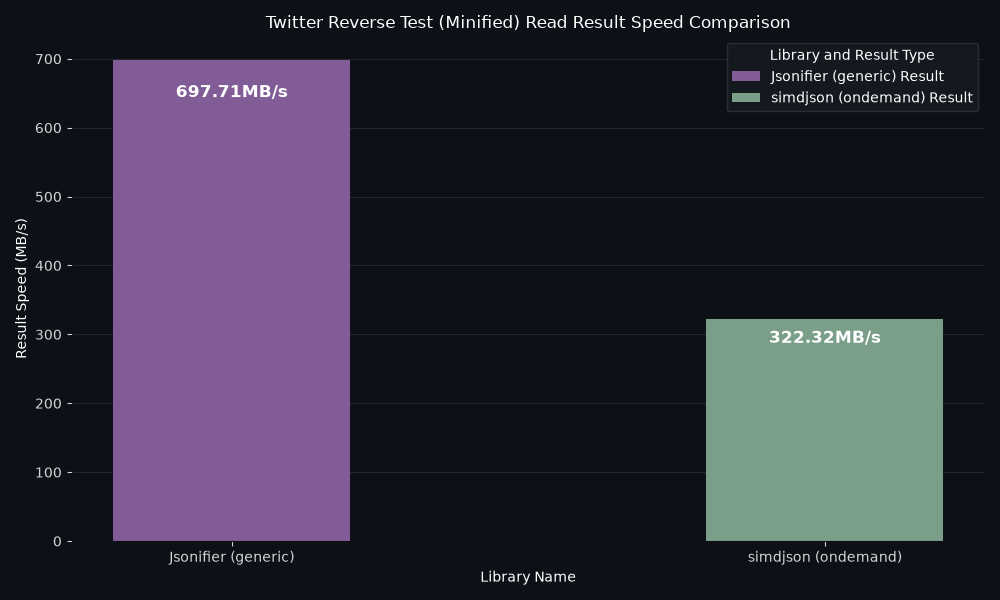 Twitter Reverse Test (Minified) Read Result Speed Comparison
Library and Result Type
Jsonifier (generic) Result
simdjson (ondemand) Result
697.71MB/s
322.32MB/s
Result Speed (MB/s)
700
600
500
400
300
200
100
0
Jsonifier (generic)
simdjson (ondemand)
Library Name